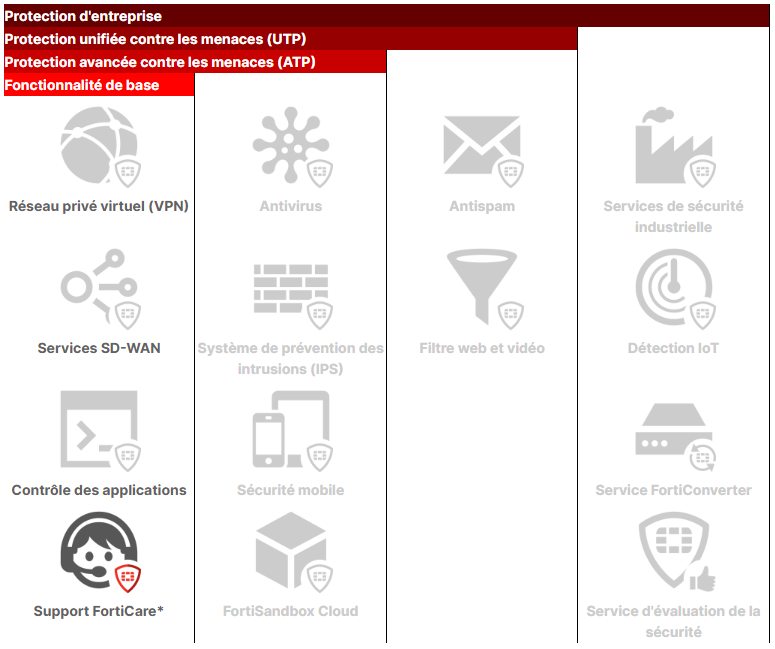 Protection d'entreprise
Protection unifiée contre les menaces (UTP)
Protection avancée contre les menaces (ATP)
Fonctionnalité de base
Réseau privé virtuel (VPN)
Antivirus
Antispam
Services de sécurité
industrielle
Services SD-WAN
Système de prévention des
intrusions (IPS)
Filtre web et vidéo
Détection IoT
Contrôle des applications
Sécurité mobile
Service FortiConverter
Support FortiCare*
FortiSandbox Cloud
Service d'évaluation de la
sécurité